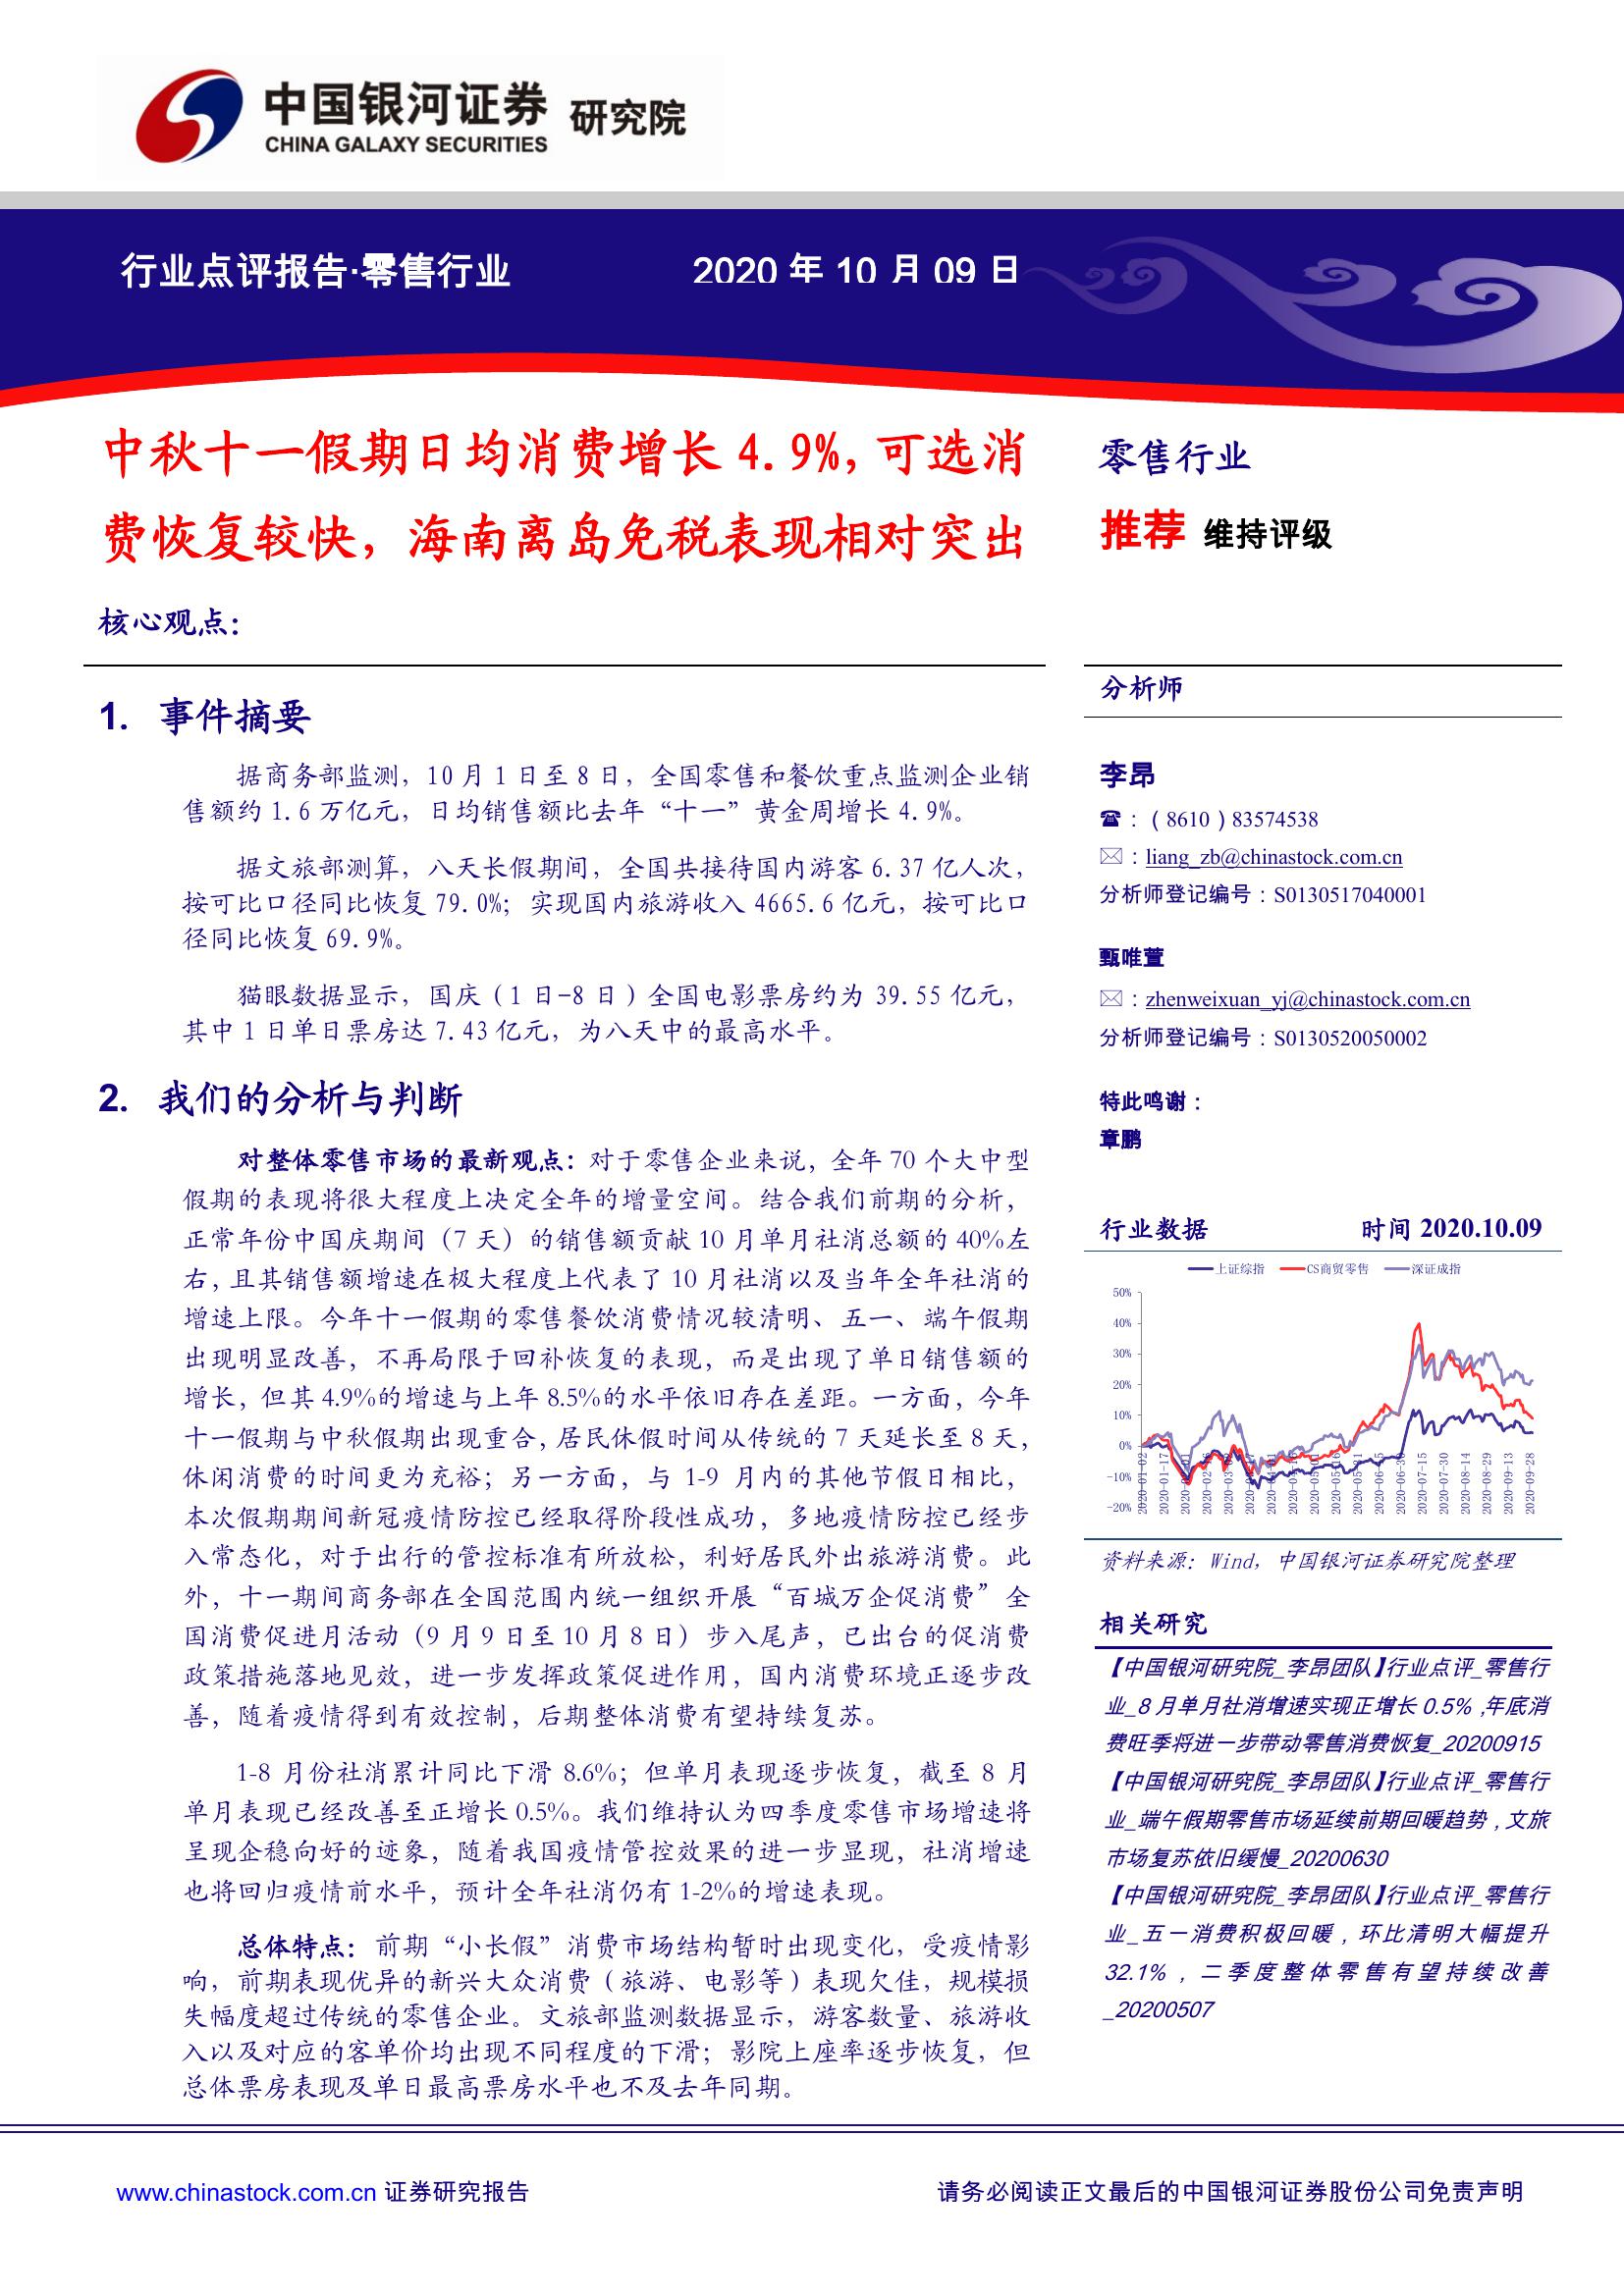 中国银河证券 研究院
CHINA GALAXY SECURITIES
行业点评报告·零售行业 2020 年 10 月 09 日
中秋十一假期日均消费增长 4.9%，可选消
费恢复较快，海南离岛免税表现相对突出
核心观点：
1. 事件摘要
据商务部监测，10 月 1 日至 8 日，全国零售和餐饮重点监测企业销
售额约 1.6 万亿元，日均销售额比去年“十一”黄金周增长 4.9%。
据文旅部测算，八天长假期间，全国共接待国内游客 6.37 亿人次，
按可比口径同比恢复 79.0%；实现国内旅游收入 4665.6 亿元，按可比口
径同比恢复 69.9%。
猫眼数据显示，国庆（1 日-8 日）全国电影票房约为 39.55 亿元，
其中 1 日单日票房达 7.43 亿元，为八天中的最高水平。
2. 我们的分析与判断
对整体零售市场的最新观点：对于零售企业来说，全年 70 个大中型
假期的表现将很大程度上决定全年的增量空间。结合我们前期的分析，
正常年份中国庆期间（7 天）的销售额贡献 10 月单月社消总额的 40%左
右，且其销售额增速在极大程度上代表了 10 月社消以及当年全年社消的
增速上限。今年十一假期的零售餐饮消费情况较清明、五一、端午假期
出现明显改善，不再局限于回补恢复的表现，而是出现了单日销售额的
增长，但其 4.9%的增速与上年 8.5%的水平依旧存在差距。一方面，今年
十一假期与中秋假期出现重合，居民休假时间从传统的 7 天延长至 8 天，
休闲消费的时间更为充裕；另一方面，与 1-9 月内的其他节假日相比，
本次假期期间新冠疫情防控已经取得阶段性成功，多地疫情防控已经步
入常态化，对于出行的管控标准有所放松，利好居民外出旅游消费。此
外，十一期间商务部在全国范围内统一组织开展“百城万企促消费”全
国消费促进月活动（9 月 9 日至 10 月 8 日）步入尾声，已出台的促消费
政策措施落地见效，进一步发挥政策促进作用，国内消费环境正逐步改
善，随着疫情得到有效控制，后期整体消费有望持续复苏。
1-8 月份社消累计同比下滑 8.6%；但单月表现逐步恢复，截至 8 月
单月表现已经改善至正增长 0.5%。我们维持认为四季度零售市场增速将
呈现企稳向好的迹象，随着我国疫情管控效果的进一步显现，社消增速
也将回归疫情前水平，预计全年社消仍有 1-2%的增速表现。
总体特点：前期“小长假”消费市场结构暂时出现变化，受疫情影
响，前期表现优异的新兴大众消费（旅游、电影等）表现欠佳，规模损
失幅度超过传统的零售企业。文旅部监测数据显示，游客数量、旅游收
入以及对应的客单价均出现不同程度的下滑；影院上座率逐步恢复，但
总体票房表现及单日最高票房水平也不及去年同期。
零售行业
推荐 维持评级
分析师
李昂
☎：（8610）83574538
✉：liang_zb@chinastock.com.cn
分析师登记编号：S0130517040001
甄唯萱
✉：zhenweixuan_yj@chinastock.com.cn
分析师登记编号：S0130520050002
特此鸣谢：
章鹏
行业数据 时间 2020.10.09
上证综指 CS商贸零售 深证成指
50%
40%
30%
20%
10%
0%
-10%
-20%
2020-01-02
2020-01-17
2020-05-31
2020-06-15
2020-06-30
2020-07-15
2020-07-30
2020-08-14
2020-08-29
2020-09-13
2020-09-28
资料来源：Wind，中国银河证券研究院整理
相关研究
【中国银河研究院_李昂团队】行业点评_零售行
业_8 月单月社消增速实现正增长 0.5%，年底消
费旺季将进一步带动零售消费恢复_20200915
【中国银河研究院_李昂团队】行业点评_零售行
业_端午假期零售市场延续前期回暖趋势，文旅
市场复苏依旧缓慢_20200630
【中国银河研究院_李昂团队】行业点评_零售行
业_五一消费积极回暖，环比清明大幅提升
32.1%，二季度整体零售有望持续改善
_20200507
www.chinastock.com.cn 证券研究报告 请务必阅读正文最后的中国银河证券股份公司免责声明